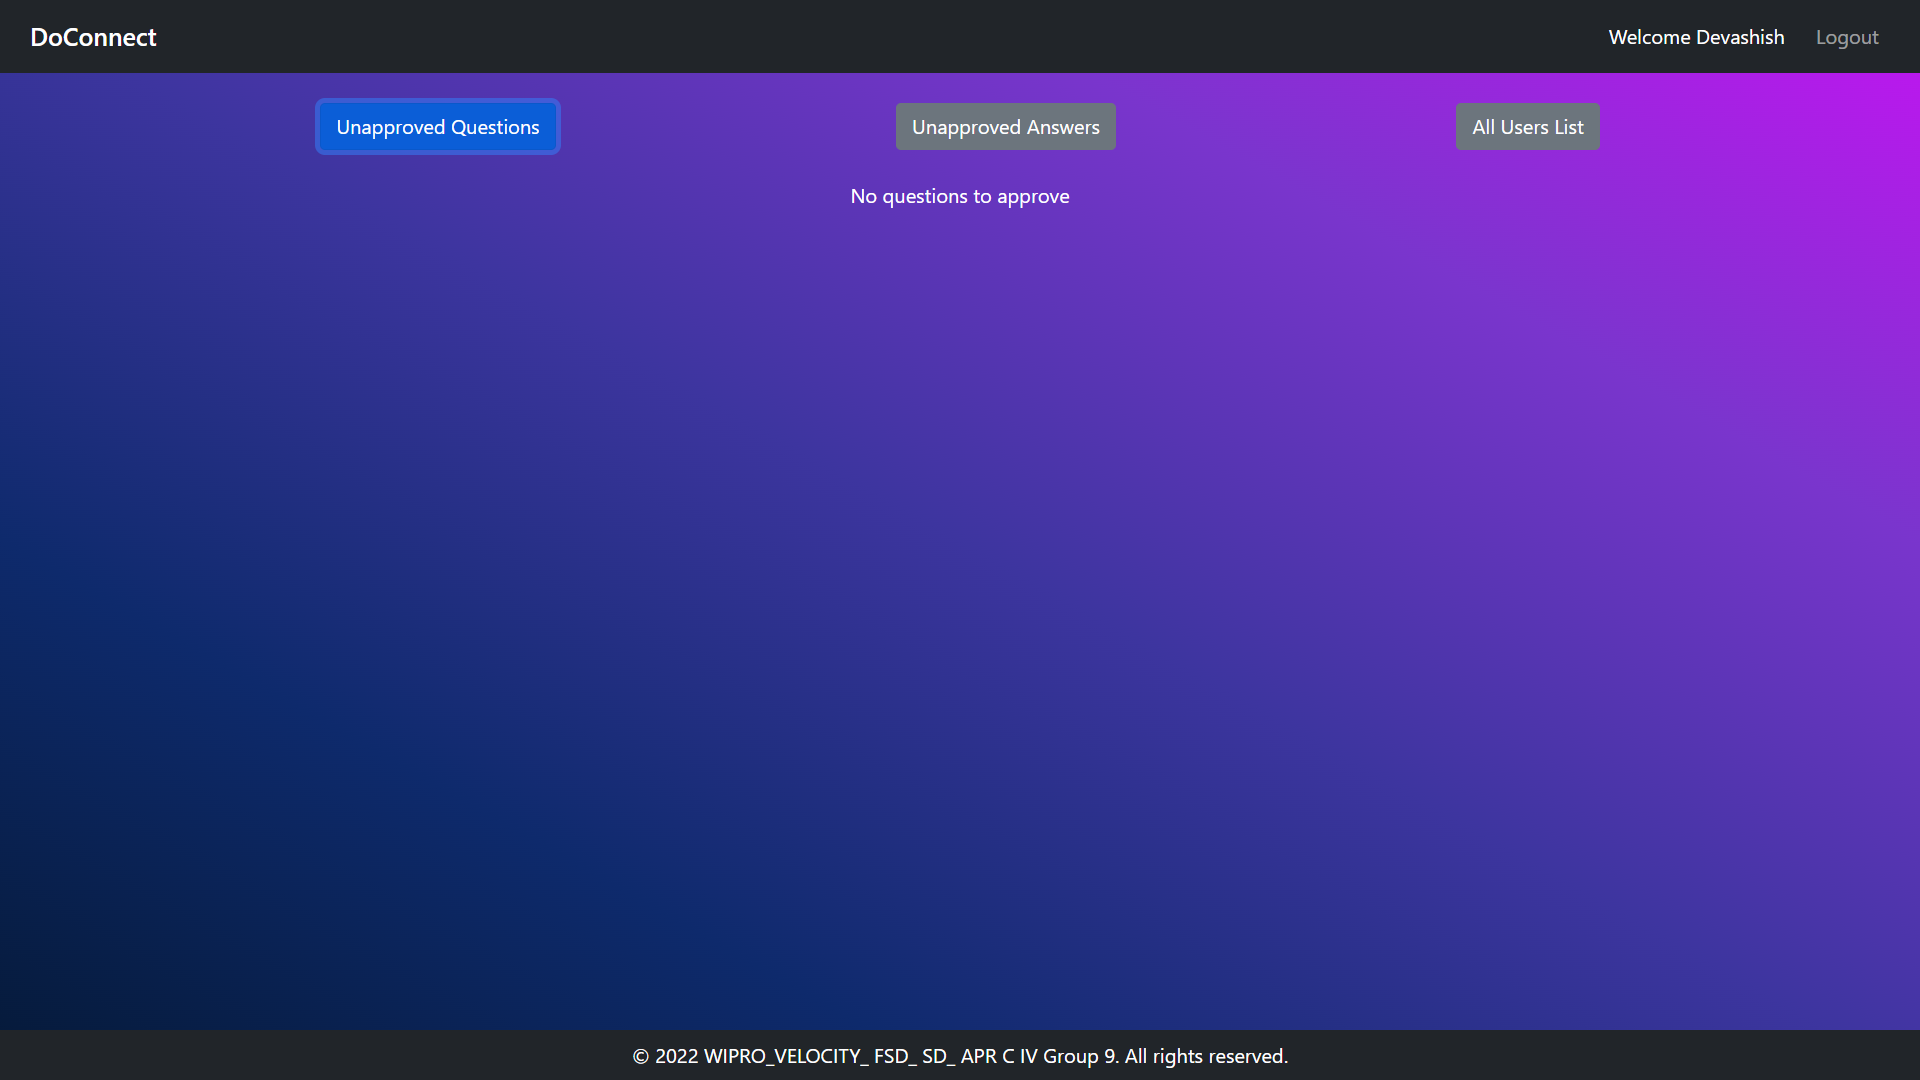 DoConnect
Welcome Devashish
Logout
Unapproved Questions
Unapproved Answers
All Users List
No questions to approve
© 2022 WIPRO_VELOCITY_ FSD_ SD_ APR C IV Group 9. All rights reserved.